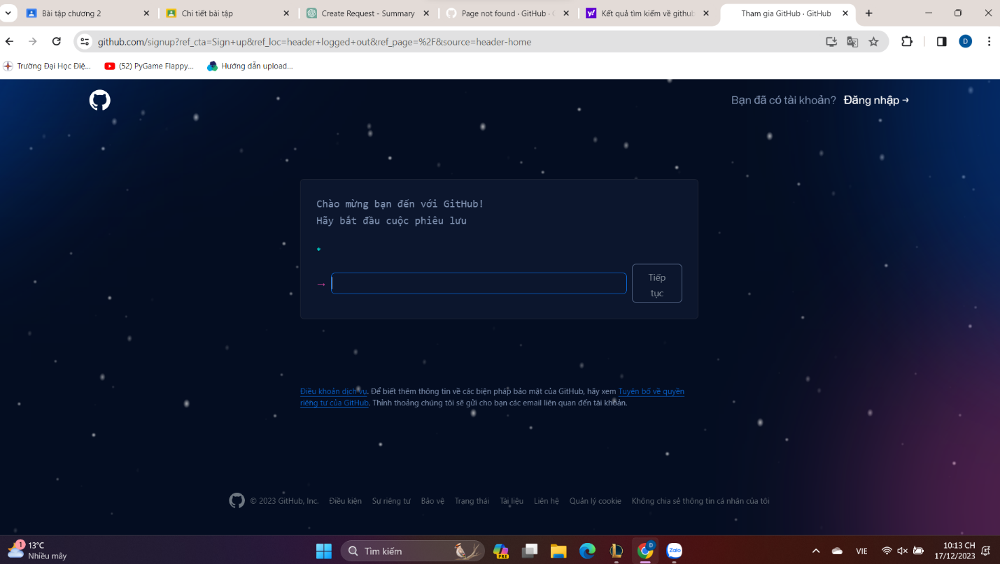 Bài tập chương 2
Chi tiết bài tập
Create Request - Summary
Page not found · GitHub ·
Kết quả tìm kiếm về github
Tham gia GitHub · GitHub
github.com/signup?ref_cta=Sign+up&ref_loc=header+logged+out&ref_page=%2F&source=header-home
D
Trường Đại Học Điệ...
(52) PyGame Flappy...
Hướng dẫn upload...
Bạn đã có tài khoản? Đăng nhập →
Chào mừng bạn đến với GitHub!
Hãy bắt đầu cuộc phiêu lưu
*
→
Tiếp
tục
Điều khoản dịch vụ. Để biết thêm thông tin về các biện pháp bảo mật của GitHub, hãy xem Tuyên bố về quyền
riêng tư của GitHub. Thỉnh thoảng chúng tôi sẽ gửi cho bạn các email liên quan đến tài khoản.
© 2023 GitHub, Inc. Điều kiện Sự riêng tư Bảo vệ Trạng thái Tài liệu Liên hệ Quản lý cookie Không chia sẻ thông tin cá nhân của tôi
1
13°C
Nhiều mây
Tìm kiếm
PRE
D
Zalo
VIE
10:13 CH
17/12/2023